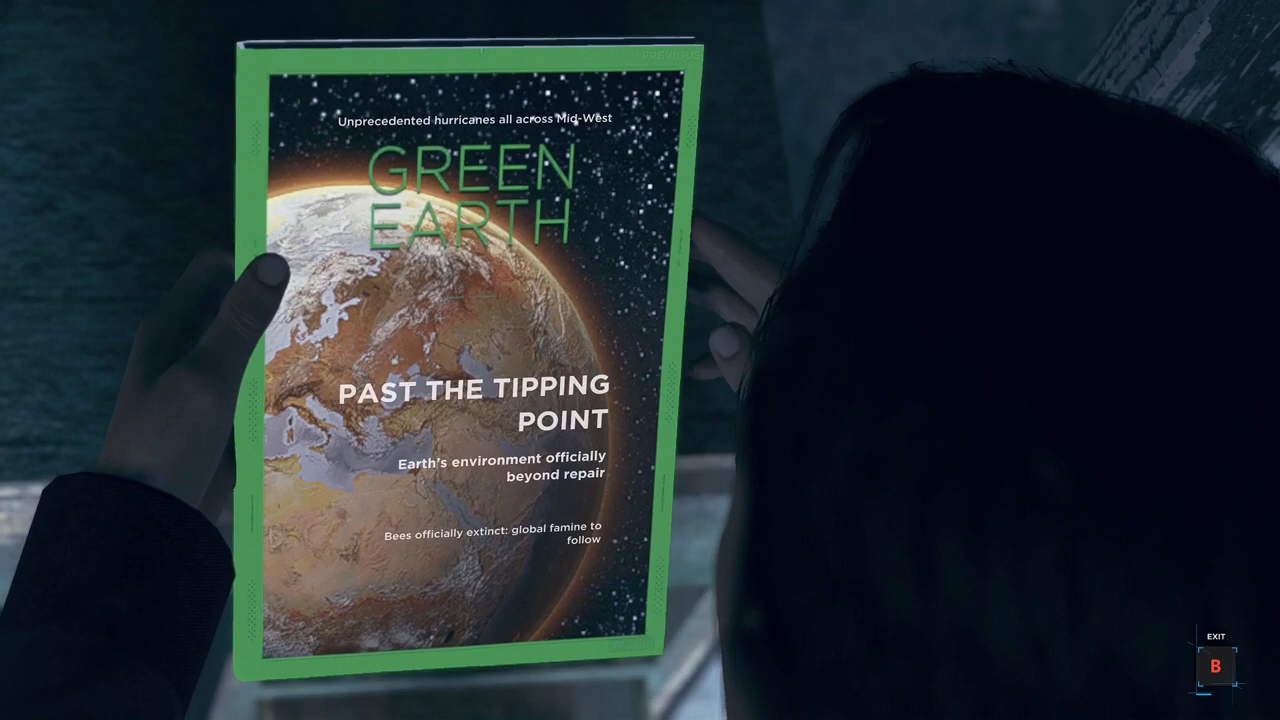 PREVIOUS
Unprecedented hurricanes all across Mid-West
GREEN
EARTH
PAST THE TIPPING
POINT
Earth's environment officially
beyond repair
Bees officially extinct: global famine to
follow
EXIT
B